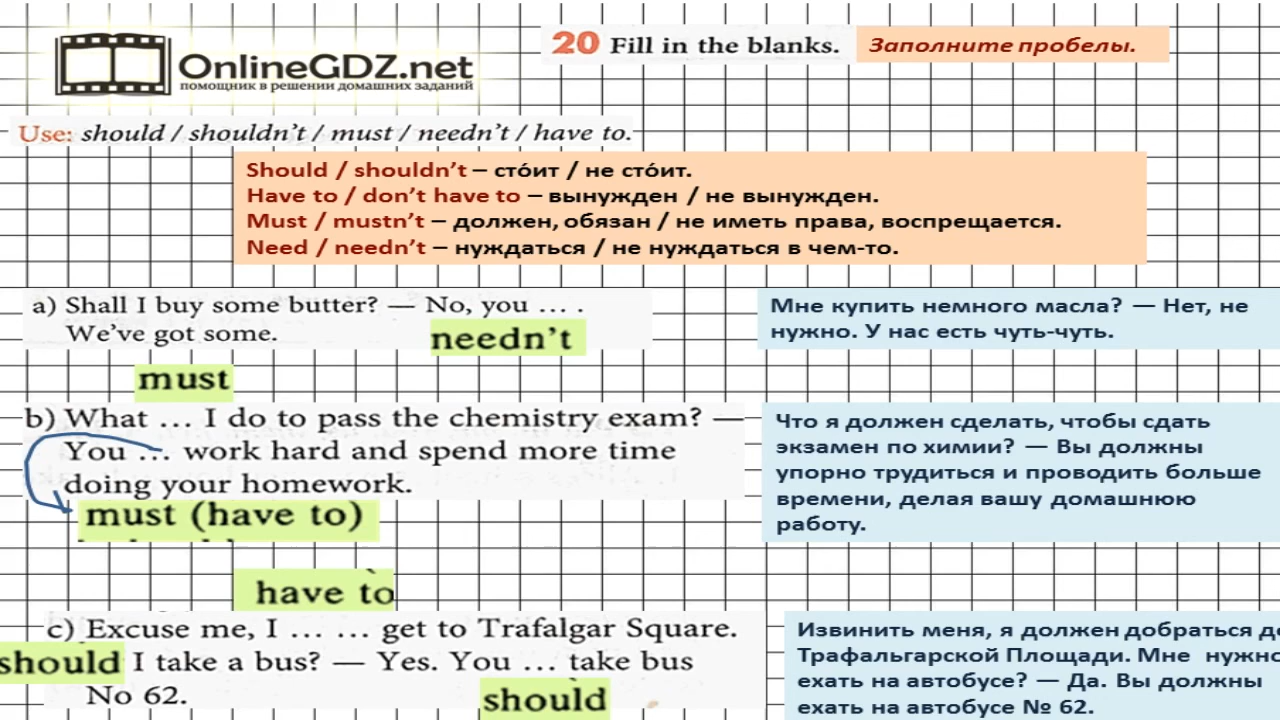 OnlineGDZ.net
помощник в решении домашних заданий
20 Fill in the blanks.
Заполните пробелы.
Use: should / shouldn't / must / needn't / have to.
Should / shouldn't – сто́ит / не сто́ит.
Have to / don't have to – вынужден / не вынужден.
Must / mustn't – должен, обязан / не иметь права, воспрещается.
Need / needn't – нуждаться / не нуждаться в чем-то.
a) Shall I buy some butter? — No, you ... .
We've got some.
needn't
Мне купить немного масла? — Нет, не
нужно. У нас есть чуть-чуть.
must
b) What ... I do to pass the chemistry exam? —
You ... work hard and spend more time
doing your homework.
must (have to)
Что я должен сделать, чтобы сдать
экзамен по химии? — Вы должны
упорно трудиться и проводить больше
времени, делая вашу домашнюю
работу.
have to
c) Excuse me, I ... ... get to Trafalgar Square.
should I take a bus? — Yes. You ... take bus
No 62.
should
Извинить меня, я должен добраться
Трафальгарской Площади. Мне нужно
ехать на автобусе? — Да. Вы должны
ехать на автобусе № 62.